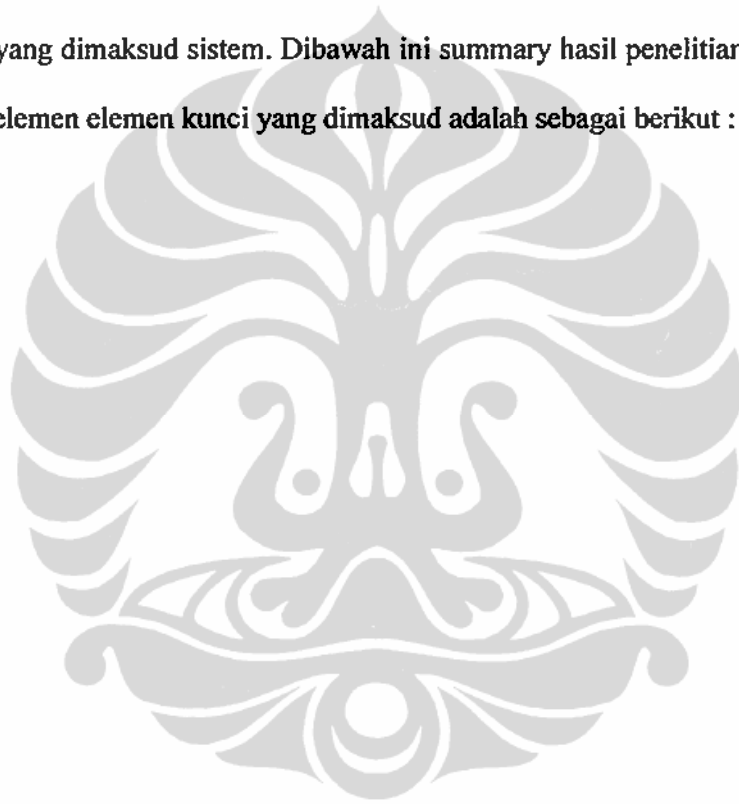 yang dimaksud sistem. Dibawah ini summary hasil penelitian
elemen elemen kunci yang dimaksud adalah sebagai berikut :